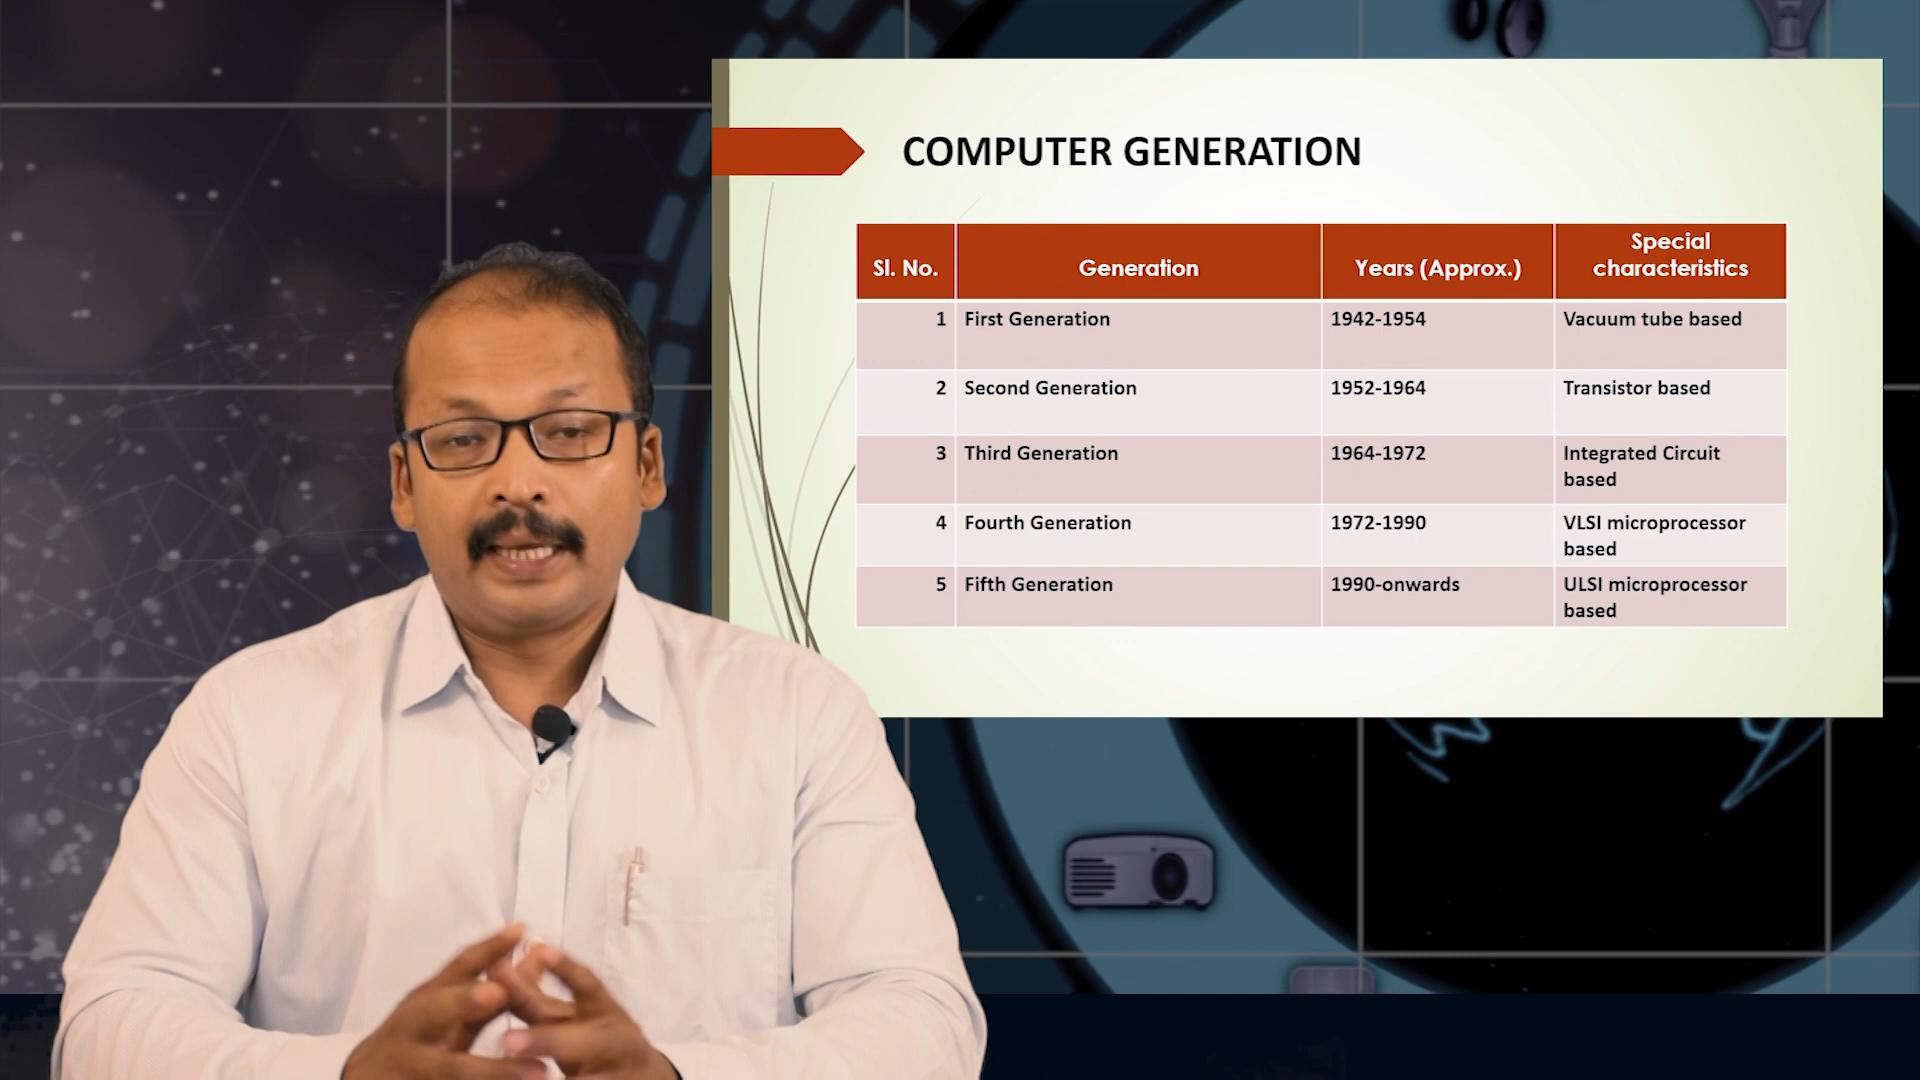 COMPUTER GENERATION
Sl. No. Generation Years (Approx.) Special characteristics
1 First Generation 1942-1954 Vacuum tube based
2 Second Generation 1952-1964 Transistor based
3 Third Generation 1964-1972 Integrated Circuit based
4 Fourth Generation 1972-1990 VLSI microprocessor based
5 Fifth Generation 1990-onwards ULSI microprocessor based